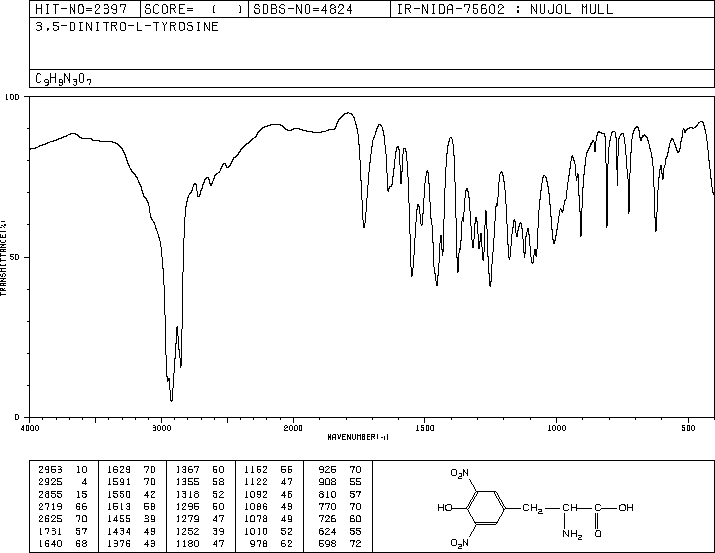 HIT-NO=2397 SCORE= ( ) SDBS-NO=4824 IR-NIDA-75602 : NUJOL MULL
3,5-DINITRO-L-TYROSINE
C9H9N3O7
100
50
0
TRANSMITTANCE(%)
4000 3000 2000 1500 1000 500
WAVENUMBER(-1)
2953 10 1629 70 1367 60 1152 55 926 70
2925 4 1591 70 1355 58 1122 47 908 55
2855 15 1550 42 1318 52 1092 46 810 57
2719 66 1513 58 1295 60 1086 49 770 70
2625 70 1455 39 1279 47 1078 49 726 60
1731 57 1434 49 1252 39 1010 52 624 55
1640 68 1376 43 1180 47 978 62 598 72
O2N
HO
O2N
CH2
CH
NH2
C
O
OH